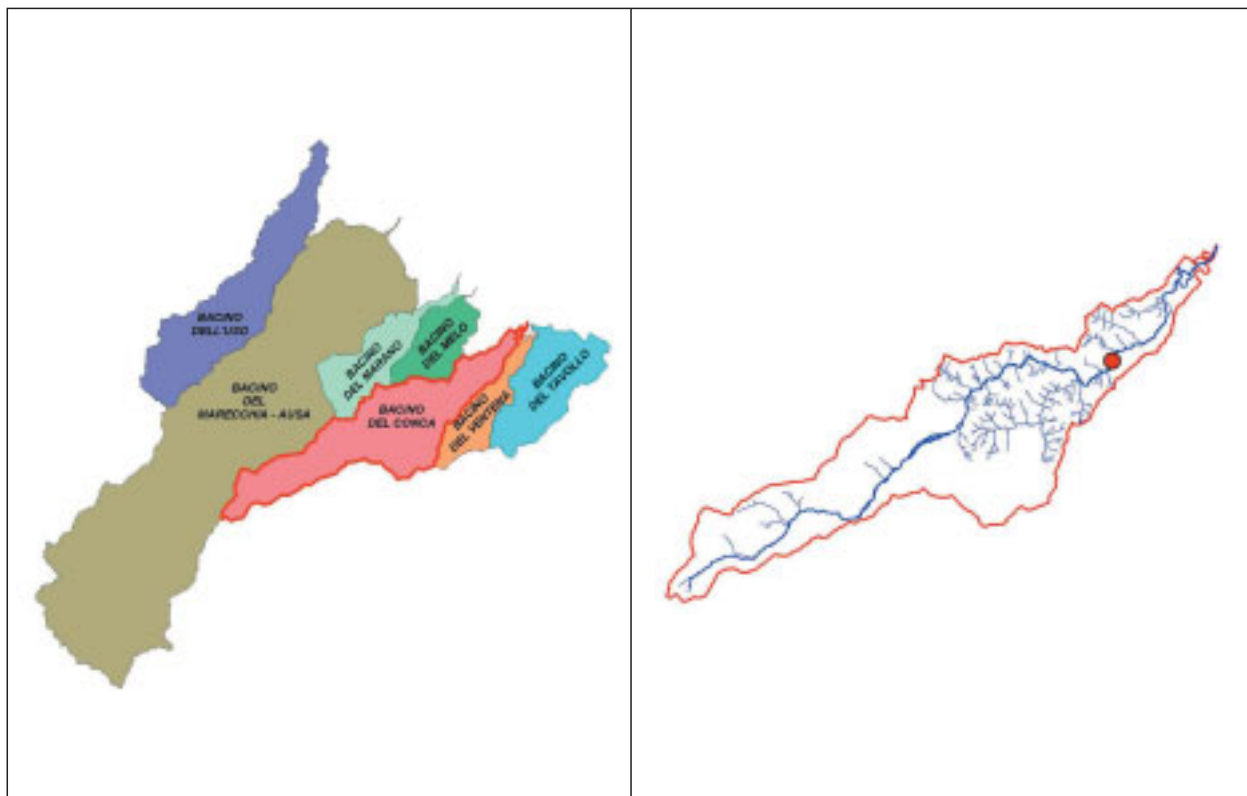 BACINO
DELL'USO
BACINO
DEL
MARECCHIA - AUSA
BACINO
DEL MARANO
BACINO
DEL MELO
BACINO
DEL CONCA
BACINO
DEL VENTENA
BACINO
DEL TAVOLLO